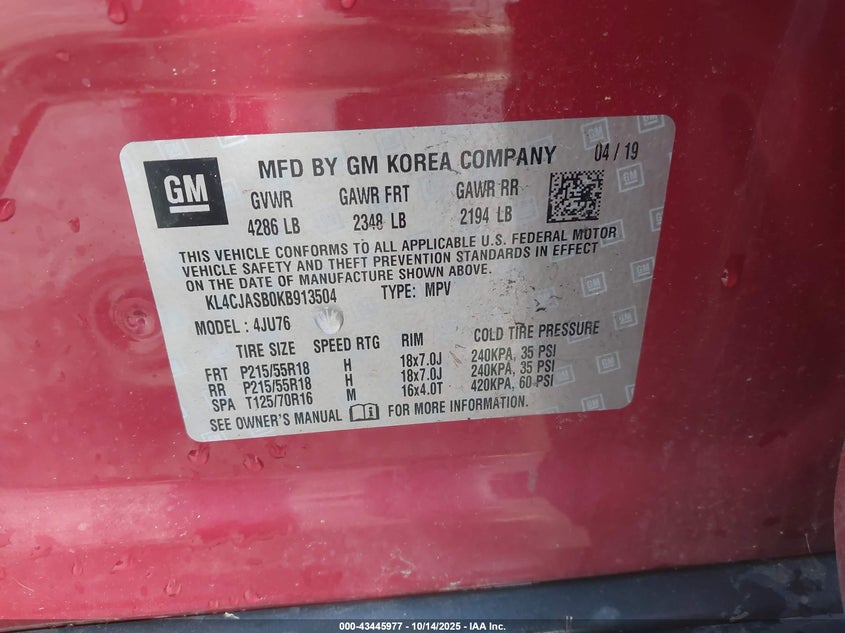 GM
MFD BY GM KOREA COMPANY 04 / 19
GVWR GAWR FRT GAWR RR
4286 LB 2348 LB 2194 LB
THIS VEHICLE CONFORMS TO ALL APPLICABLE U.S. FEDERAL MOTOR
VEHICLE SAFETY AND THEFT PREVENTION STANDARDS IN EFFECT
ON THE DATE OF MANUFACTURE SHOWN ABOVE.
KL4CJASB0KB913504 TYPE: MPV
MODEL : 4JU76
TIRE SIZE SPEED RTG RIM COLD TIRE PRESSURE
FRT P215/55R18 H 18x7.0J 240KPA, 35 PSI
RR P215/55R18 H 18x7.0J 240KPA, 35 PSI
SPA T125/70R16 M 16x4.0T 420KPA, 60 PSI
SEE OWNER'S MANUAL FOR MORE INFORMATION.
000-43445977 - 10/14/2025 - IAA Inc.